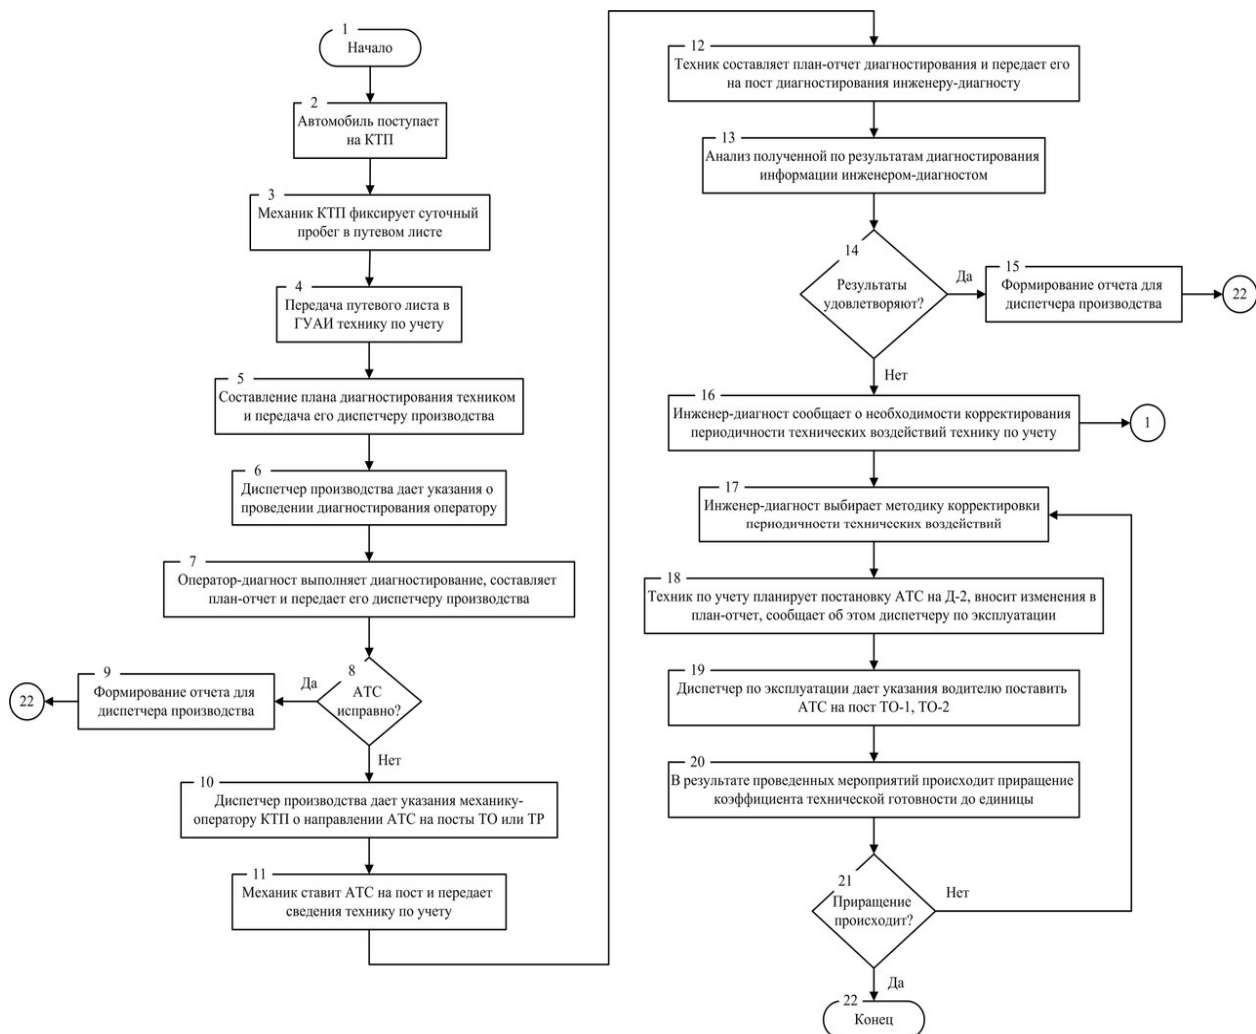 1
Начало
2
Автомобиль поступает
на КТП
3
Механик КТП фиксирует суточный
пробег в путевом листе
4
Передача путевого листа в
ГУАИ технику по учету
5
Составление плана диагностирования техником
и передача его диспетчеру производства
6
Диспетчер производства дает указания о
проведении диагностирования оператору
7
Оператор-диагност выполняет диагностирование, составляет
план-отчет и передает его диспетчеру производства
8
АТС
исправно?
Да
9
Формирование отчета для
диспетчера производства
22
Нет
10
Диспетчер производства дает указания механику-
оператору КТП о направлении АТС на посты ТО или ТР
11
Механик ставит АТС на пост и передает
сведения технику по учету
12
Техник составляет план-отчет диагностирования и передает его
на пост диагностирования инженеру-диагносту
13
Анализ полученной по результатам диагностирования
информации инженером-диагностом
14
Результаты
удовлетворяют?
Да
15
Формирование отчета для
диспетчера производства
22
Нет
16
Инженер-диагност сообщает о необходимости корректирования
периодичности технических воздействий технику по учету
1
17
Инженер-диагност выбирает методику корректировки
периодичности технических воздействий
18
Техник по учету планирует постановку АТС на Д-2, вносит изменения в
план-отчет, сообщает об этом диспетчеру по эксплуатации
19
Диспетчер по эксплуатации дает указания водителю поставить
АТС на пост ТО-1, ТО-2
20
В результате проведенных мероприятий происходит приращение
коэффициента технической готовности до единицы
21
Приращение
происходит?
Нет
Да
22
Конец